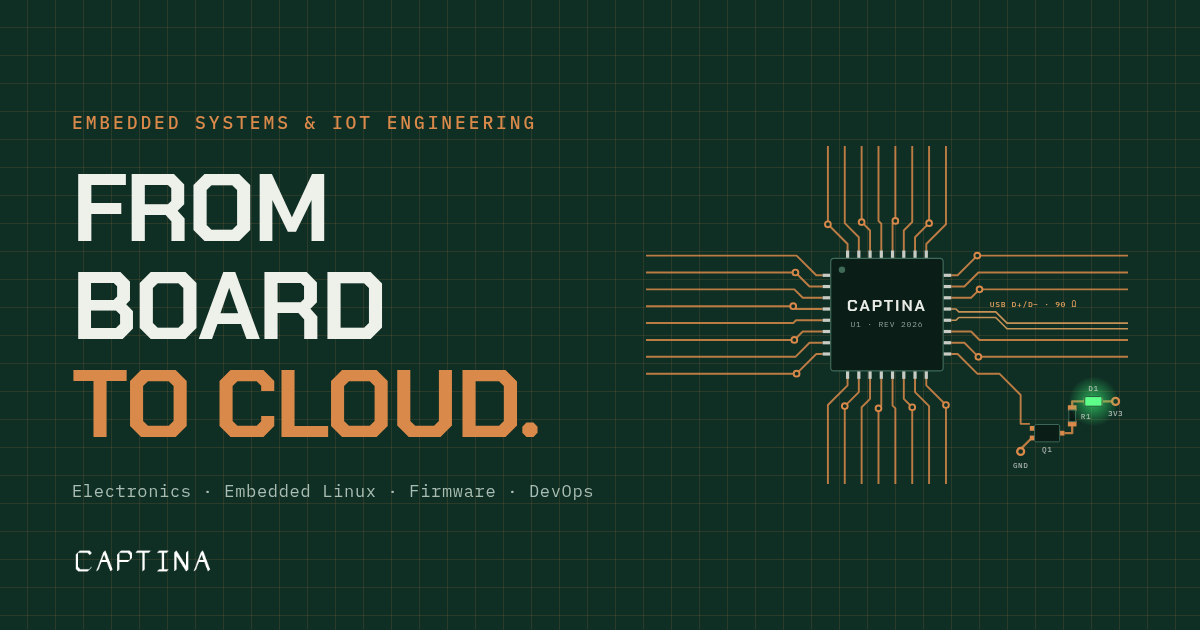 EMBEDDED SYSTEMS & IOT ENGINEERING
FROM
BOARD
TO CLOUD.
Electronics · Embedded Linux · Firmware · DevOps
CAPTINA
CAPTINA
U1 · REV 2026
USB D+/D− · 90 Ω
D1
R1
3V3
Q1
GND